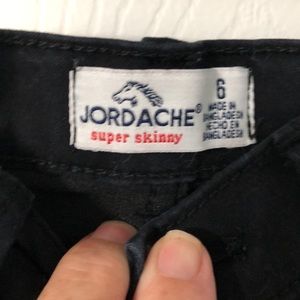 JORDACHE®
super skinny
6
MADE IN
BANGLADESH
HECHO EN
BANGLADESH